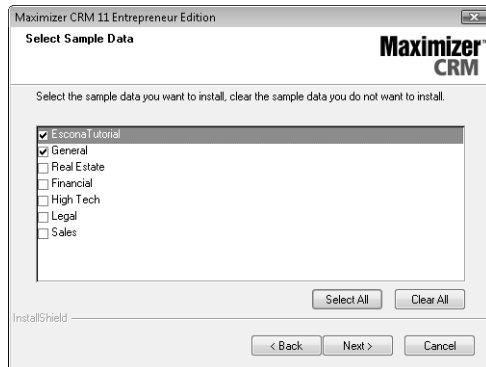 Maximizer CRM 11 Entrepreneur Edition
Select Sample Data
Maximizer™
CRM
Select the sample data you want to install, clear the sample data you do not want to install.
EsconaTutorial
General
Real Estate
Financial
High Tech
Legal
Sales
Select All
Clear All
InstallShield
< Back
Next >
Cancel